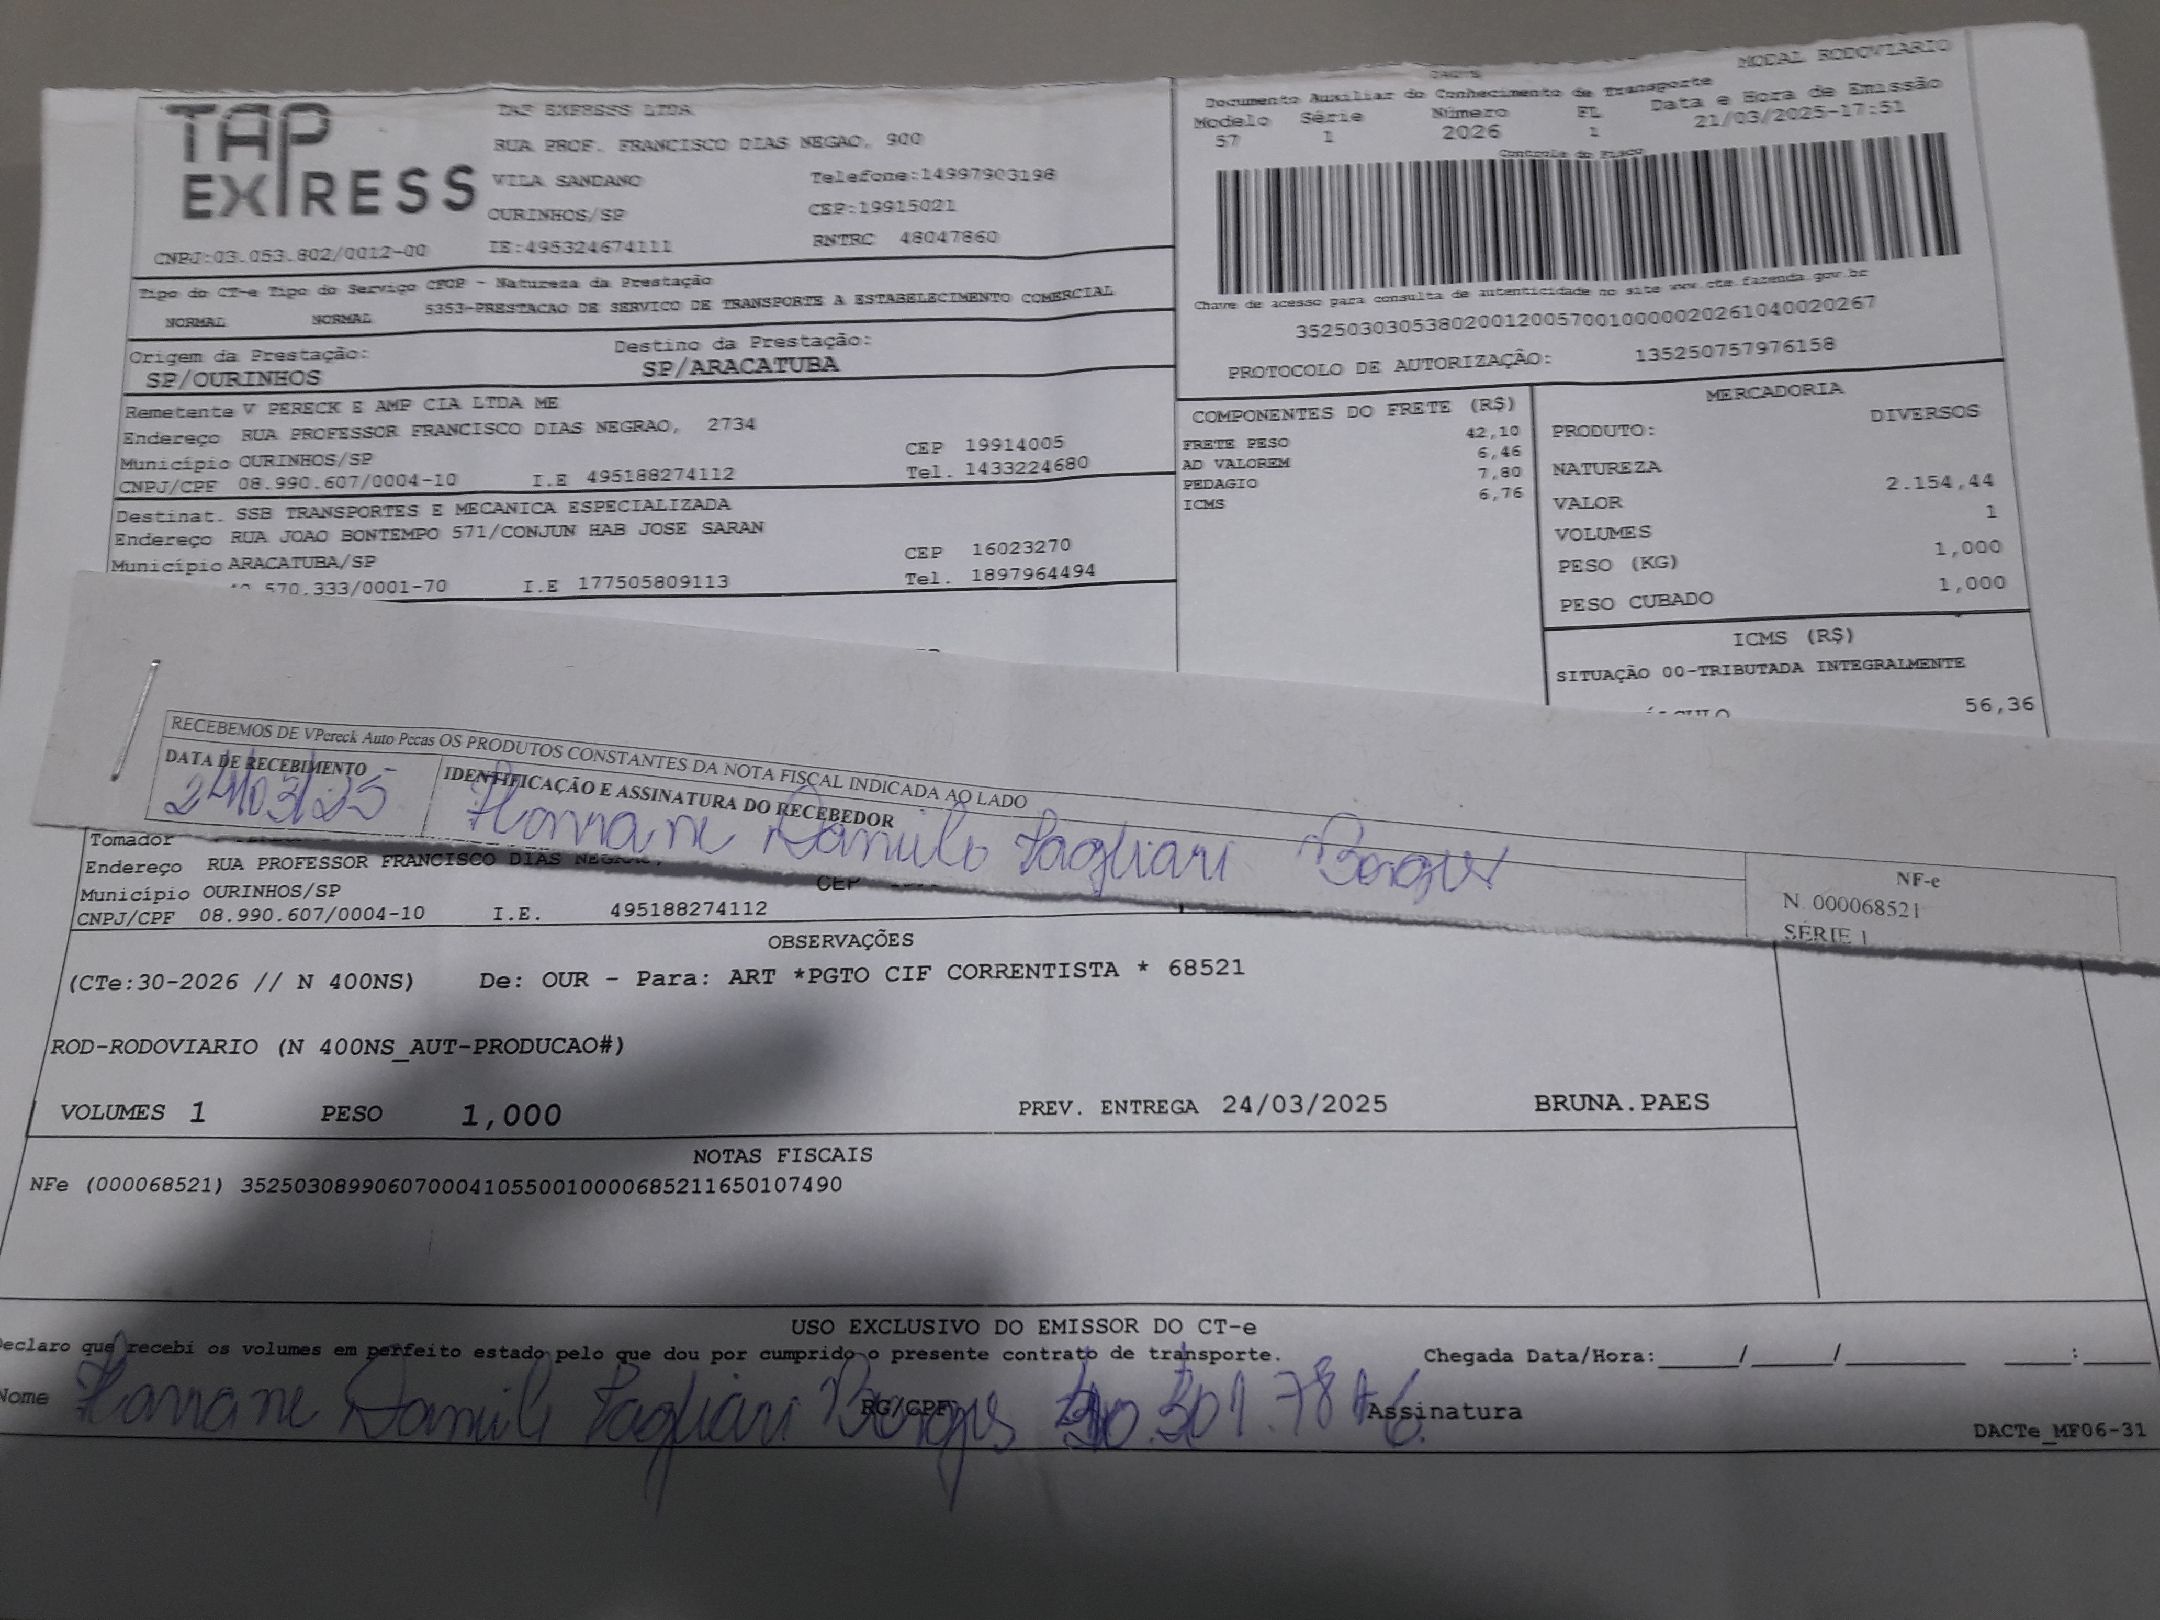 TAP EXPRESS
TAP EXPRESS LTDA
RUA PROF. FRANCISCO DIAS NEGAO, 900
VILA SANDANO Telefone:14997903198
OURINHOS/SP CEP:19915021
CNPJ:03.053.802/0012-00 IE:495324674111 RNTRC 48047860
Tipo do CT-e Tipo do Serviço CFOP - Natureza da Prestação
NORMAL NORMAL 5353-PRESTACAO DE SERVICO DE TRANSPORTE A ESTABELECIMENTO COMERCIAL
Origem da Prestação: Destino da Prestação:
SP/OURINHOS SP/ARACATUBA
Remetente V PERECK E AMP CIA LTDA ME
Endereço RUA PROFESSOR FRANCISCO DIAS NEGRAO, 2734
Município OURINHOS/SP CEP 19914005
CNPJ/CPF 08.990.607/0004-10 I.E 495188274112 Tel. 1433224680
Destinat. SSB TRANSPORTES E MECANICA ESPECIALIZADA
Endereço RUA JOAO BONTEMPO 571/CONJUN HAB JOSE SARAN
Município ARACATUBA/SP CEP 16023270
570.333/0001-70 I.E 177505809113 Tel. 1897964494
DACTE MODAL RODOVIARIO
Documento Auxiliar do Conhecimento de Transporte
Modelo Série Número FL Data e Hora de Emissão
57 1 2026 1 21/03/2025-17:51
Controle do Fisco
Chave de acesso para consulta de autenticidade no site www.cte.fazenda.gov.br
35250303053802001200570010000020261040020267
PROTOCOLO DE AUTORIZAÇÃO: 135250757976158
COMPONENTES DO FRETE (R$)
FRETE PESO 42,10
AD VALOREM 6,46
PEDAGIO 7,80
ICMS 6,76
MERCADORIA
PRODUTO: DIVERSOS
NATUREZA
VALOR 2.154,44
VOLUMES 1
PESO (KG) 1,000
PESO CUBADO 1,000
ICMS (R$)
SITUAÇÃO 00-TRIBUTADA INTEGRALMENTE
56,36
RECEBEMOS DE VPereck Auto Pecas OS PRODUTOS CONSTANTES DA NOTA FISCAL INDICADA AO LADO
DATA DE RECEBIMENTO IDENTIFICAÇÃO E ASSINATURA DO RECEBEDOR
24/03/25
NF-e
N. 000068521
SÉRIE 1
Tomador
Endereço RUA PROFESSOR FRANCISCO DIAS NEGRAO,
Município OURINHOS/SP CEP
CNPJ/CPF 08.990.607/0004-10 I.E. 495188274112
OBSERVAÇÕES
(CTe:30-2026 // N 400NS) De: OUR - Para: ART *PGTO CIF CORRENTISTA * 68521
ROD-RODOVIARIO (N 400NS_AUT-PRODUCAO#)
VOLUMES 1 PESO 1,000 PREV. ENTREGA 24/03/2025 BRUNA.PAES
NOTAS FISCAIS
NFe (000068521) 35250308990607000410550010000685211650107490
USO EXCLUSIVO DO EMISSOR DO CT-e
Declaro que recebi os volumes em perfeito estado pelo que dou por cumprido o presente contrato de transporte. Chegada Data/Hora:____/____/______ ___:___
Nome RG/CPF Assinatura
DACTe_MF06-31